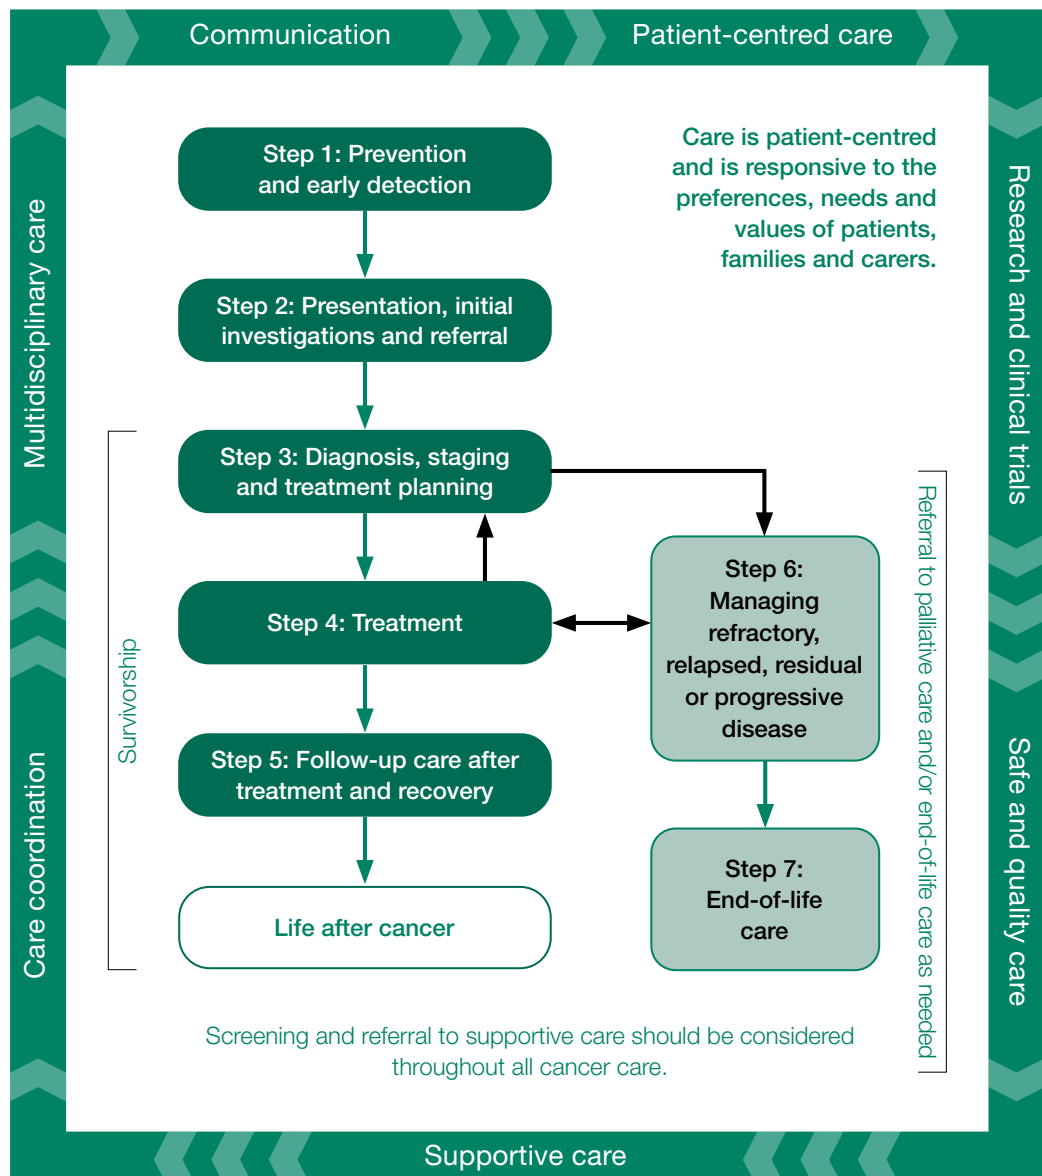 Communication
Patient-centred care
Care is patient-centred
and is responsive to the
preferences, needs and
values of patients,
families and carers.
Step 1: Prevention
and early detection
Step 2: Presentation, initial
investigations and referral
Step 3: Diagnosis, staging
and treatment planning
Step 4: Treatment
Step 5: Follow-up care after
treatment and recovery
Life after cancer
Step 6:
Managing
refractory,
relapsed, residual
or progressive
disease
Step 7:
End-of-life
care
Survivorship
Referral to palliative care and/or end-of-life care as needed
Screening and referral to supportive care should be considered
throughout all cancer care.
Multidisciplinary care
Care coordination
Research and clinical trials
Safe and quality care
Supportive care